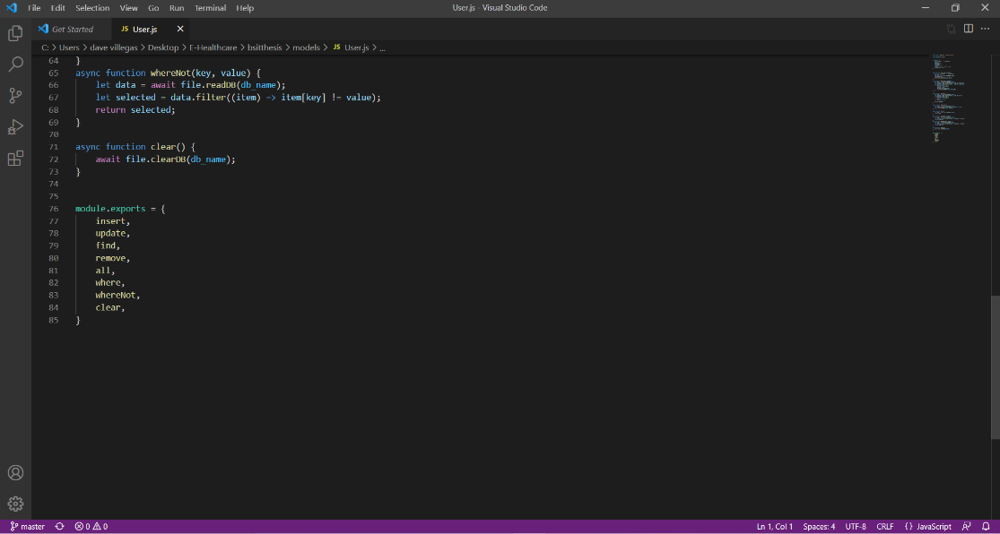 File Edit Selection View Go Run Terminal Help User.js - Visual Studio Code
Get Started JS User.js
C: > Users > dave villegas > Desktop > E-Healthcare > bsitthesis > models > JS User.js > ...
64 }
65 async function whereNot(key, value) {
66 let data = await file.readDB(db_name);
67 let selected = data.filter((item) => item[key] != value);
68 return selected;
69 }
70
71 async function clear() {
72 await file.clearDB(db_name);
73 }
74
75
76 module.exports = {
77 insert,
78 update,
79 find,
80 remove,
81 all,
82 where,
83 whereNot,
84 clear,
85 }
master 0 0 Ln 1, Col 1 Spaces: 4 UTF-8 CRLF {} JavaScript